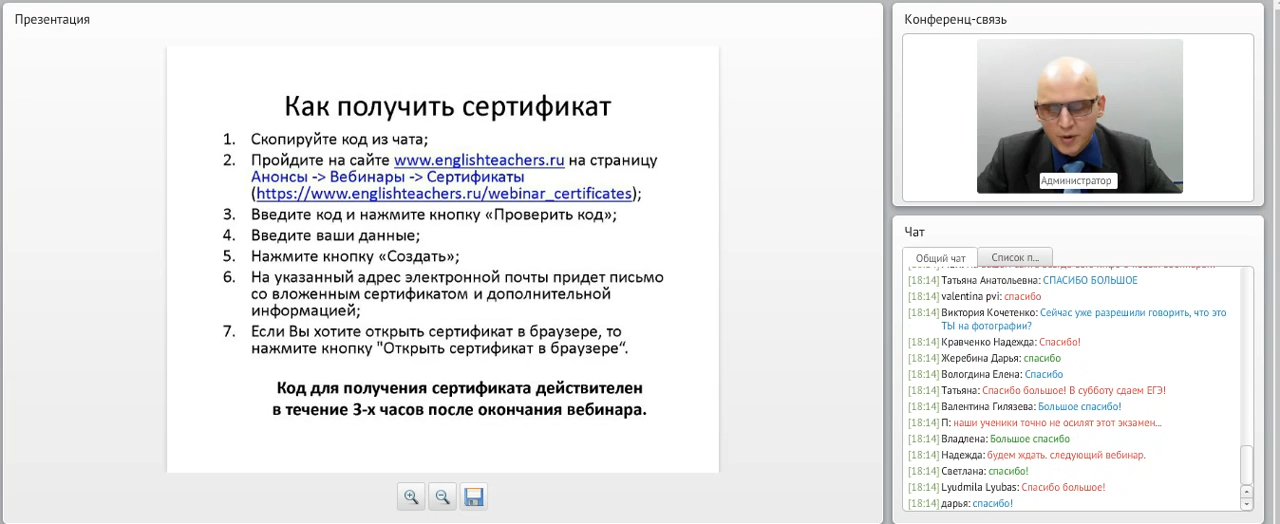 Презентация
Как получить сертификат
1. Скопируйте код из чата;
2. Пройдите на сайте www.englishteachers.ru на страницу
Анонсы -> Вебинары -> Сертификаты
(https://www.englishteachers.ru/webinar_certificates);
3. Введите код и нажмите кнопку «Проверить код»;
4. Введите ваши данные;
5. Нажмите кнопку «Создать»;
6. На указанный адрес электронной почты придет письмо
со вложенным сертификатом и дополнительной
информацией;
7. Если Вы хотите открыть сертификат в браузере, то
нажмите кнопку "Открыть сертификат в браузере“.
Код для получения сертификата действителен
в течение 3-х часов после окончания вебинара.
Конференц-связь
Администратор
Чат
Общий чат Список п...
[18:14] Татьяна Анатольевна: СПАСИБО БОЛЬШОЕ
[18:14] valentina pvi: спасибо
[18:14] Виктория Кочетенко: Сейчас уже разрешили говорить, что это
ТЫ на фотографии?
[18:14] Кравченко Надежда: Спасибо!
[18:14] Жеребина Дарья: спасибо
[18:14] Вологдина Елена: Спасибо
[18:14] Татьяна: Спасибо большое! В субботу сдаем ЕГЭ!
[18:14] Валентина Гилязева: Большое спасибо!
[18:14] П: наши ученики точно не осилят этот экзамен...
[18:14] Владлена: Большое спасибо
[18:14] Надежда: будем ждать. следующий вебинар.
[18:14] Светлана: спасибо!
[18:14] Lyudmila Lyubas: Спасибо большое!
[18:14] дарья: спасибо!